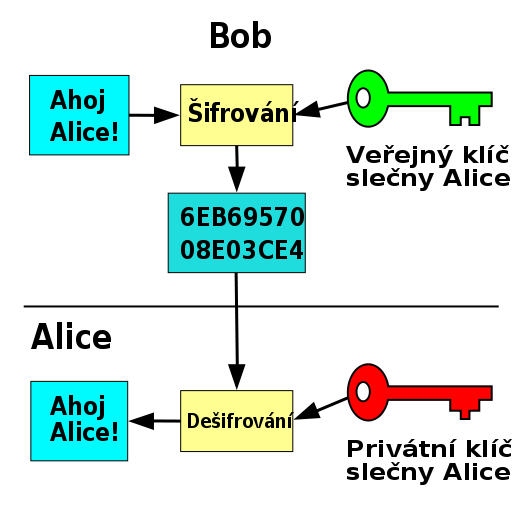 Bob
Ahoj
Alice!
Šifrování
Veřejný klíč
slečny Alice
6EB69570
08E03CE4
Alice
Ahoj
Alice!
Dešifrování
Privátní klíč
slečny Alice